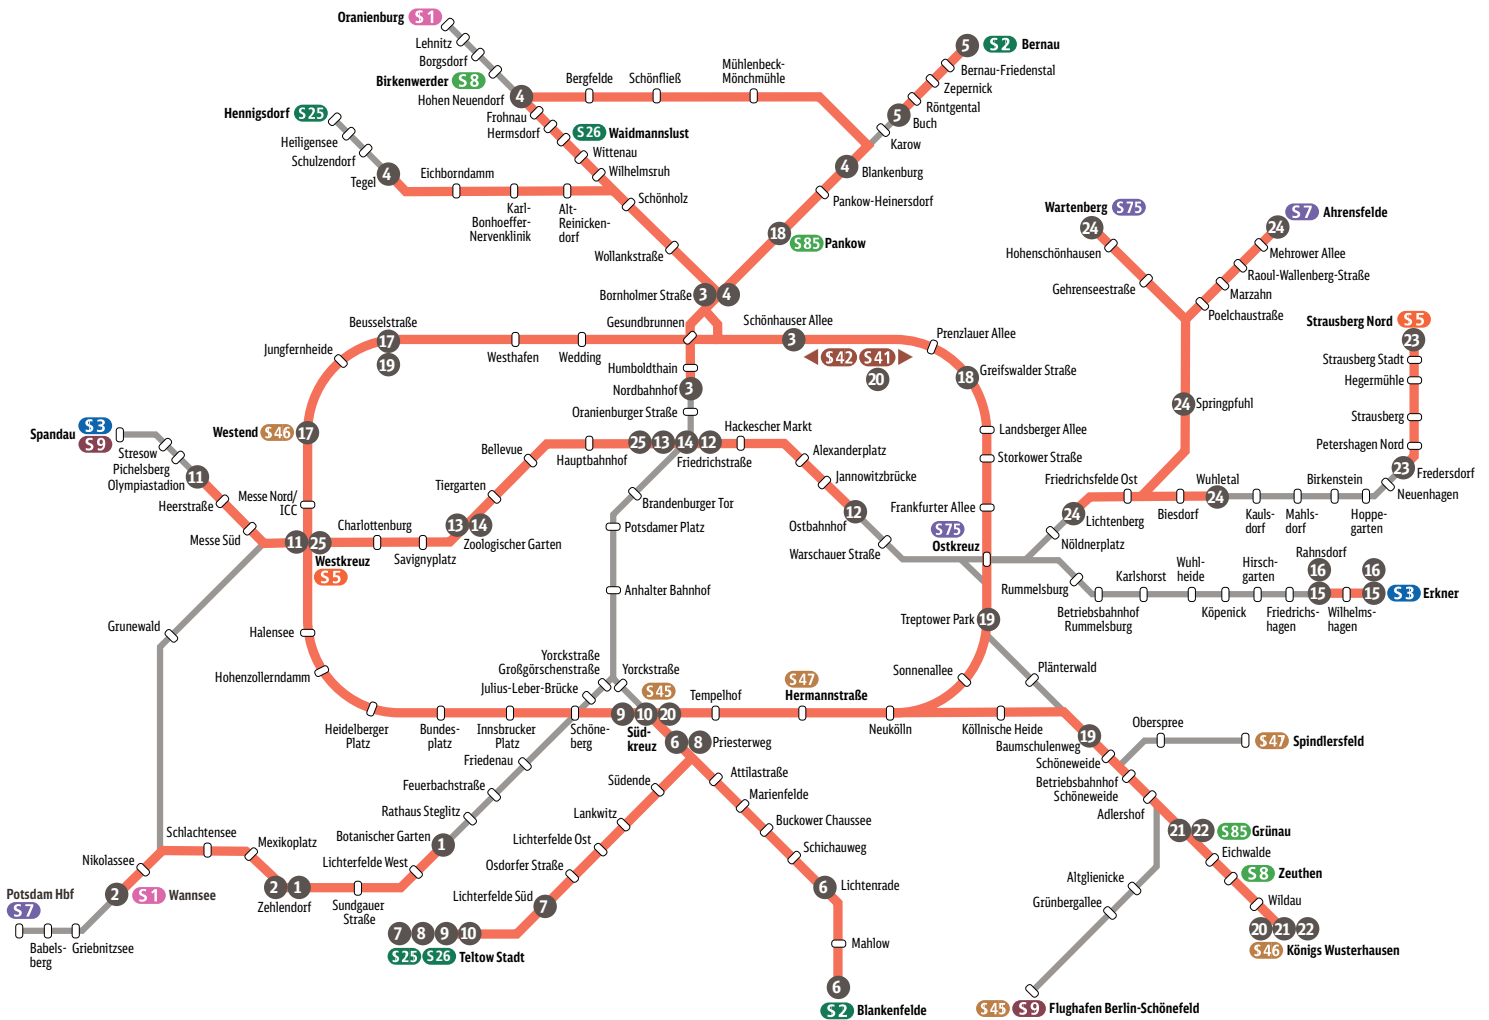 Oranienburg S 1
Lehnitz
Borgsdorf
Birkenwerder S 8
Hohen Neuendorf 4
Frohnau
Hermsdorf
S26 Waidmannslust
Wittenau
Wilhelmsruh
Schönholz
Wollankstraße
Bornholmer Straße 3 4
Hennigsdorf S25
Heiligensee
Schulzendorf
Tegel 4
Eichborndamm
Karl-
Bonhoeffer-
Nervenklinik
Alt-
Reinicken-
dorf
Bergfelde
Schönfließ
Mühlenbeck-
Mönchmühle
5 S 2 Bernau
Bernau-Friedenstal
Zepernick
Röntgental
5 Buch
Karow
4 Blankenburg
Pankow-Heinersdorf
18 S85 Pankow
Wartenberg S75
24
Hohenschönhausen
Gehrenseestraße
S 7 Ahrensfelde
24
Mehrower Allee
Raoul-Wallenberg-Straße
Marzahn
Poelchaustraße
24 Springpfuhl
Strausberg Nord S 5
23
Strausberg Stadt
Hegermühle
Strausberg
Petershagen Nord
23 Fredersdorf
Neuenhagen
Hoppe-
garten
Birkenstein
Mahls-
dorf
Kauls-
dorf
Wuhletal
24
Biesdorf
Friedrichsfelde Ost
24 Lichtenberg
Nöldnerplatz
Beusselstraße
17
19
Jungfernheide
Westhafen
Wedding
Gesundbrunnen
Schönhauser Allee
3
S42 S41
20
Prenzlauer Allee
18 Greifswalder Straße
Landsberger Allee
Storkower Straße
Frankfurter Allee
S75
Ostkreuz
Humboldthain
Nordbahnhof 3
Oranienburger Straße
25 13 14 12
Friedrichstraße
Hackescher Markt
Alexanderplatz
Jannowitzbrücke
12
Ostbahnhof
Warschauer Straße
Hauptbahnhof
Bellevue
Tiergarten
13 14
Zoologischer Garten
Savignyplatz
Charlottenburg
Westend S46 17
Messe Nord/
ICC
11 25
Westkreuz
S 5
Spandau S 3
S 9
Stresow
Pichelsberg
Olympiastadion 11
Heerstraße
Messe Süd
Grunewald
Halensee
Hohenzollerndamm
Heidelberger
Platz
Bundes-
platz
Innsbrucker
Platz
Schöne-
berg
Brandenburger Tor
Potsdamer Platz
Anhalter Bahnhof
Yorckstraße
Großgörschenstraße
Yorckstraße
Julius-Leber-Brücke
S45
9 10 20
Süd-
kreuz
6 8 Priesterweg
Tempelhof
S47
Hermannstraße
Neukölln
Sonnenallee
Treptower Park 19
Plänterwald
Köllnische Heide
Baumschulenweg 19
Schöneweide
Betriebsbahnhof
Schöneweide
Adlershof
Oberspree
S47 Spindlersfeld
Rummelsburg
Betriebsbahnhof
Rummelsburg
Karlshorst
Wuhl-
heide
Köpenick
Hirsch-
garten
Friedrichs-
hagen
Rahnsdorf
16
15
Wilhelms-
hagen
16
15 S 3 Erkner
21 22 S85 Grünau
Eichwalde
S 8 Zeuthen
Wildau
20 21 22
S46 Königs Wusterhausen
Altglienicke
Grünbergallee
S45 S 9 Flughafen Berlin-Schönefeld
Friedenau
Feuerbachstraße
Rathaus Steglitz
Botanischer Garten 1
Lichterfelde West
Sundgauer
Straße
2 1
Zehlendorf
Mexikoplatz
Schlachtensee
Nikolassee
2 S 1 Wannsee
Potsdam Hbf
S 7
Babels-
berg
Griebnitzsee
Südende
Lankwitz
Lichterfelde Ost
Osdorfer Straße
Lichterfelde Süd 7
7 8 9 10
S25 S26 Teltow Stadt
Attilastraße
Marienfelde
Buckower Chaussee
Schichauweg
6 Lichtenrade
Mahlow
6
S 2 Blankenfelde